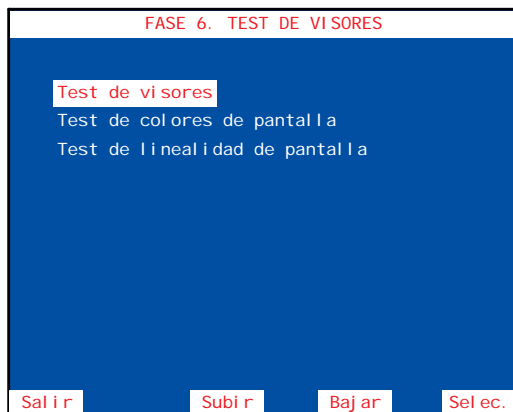 FASE 6. TEST DE VISORES
Test de visores
Test de colores de pantalla
Test de linealidad de pantalla
Salir Subir Bajar Selec.